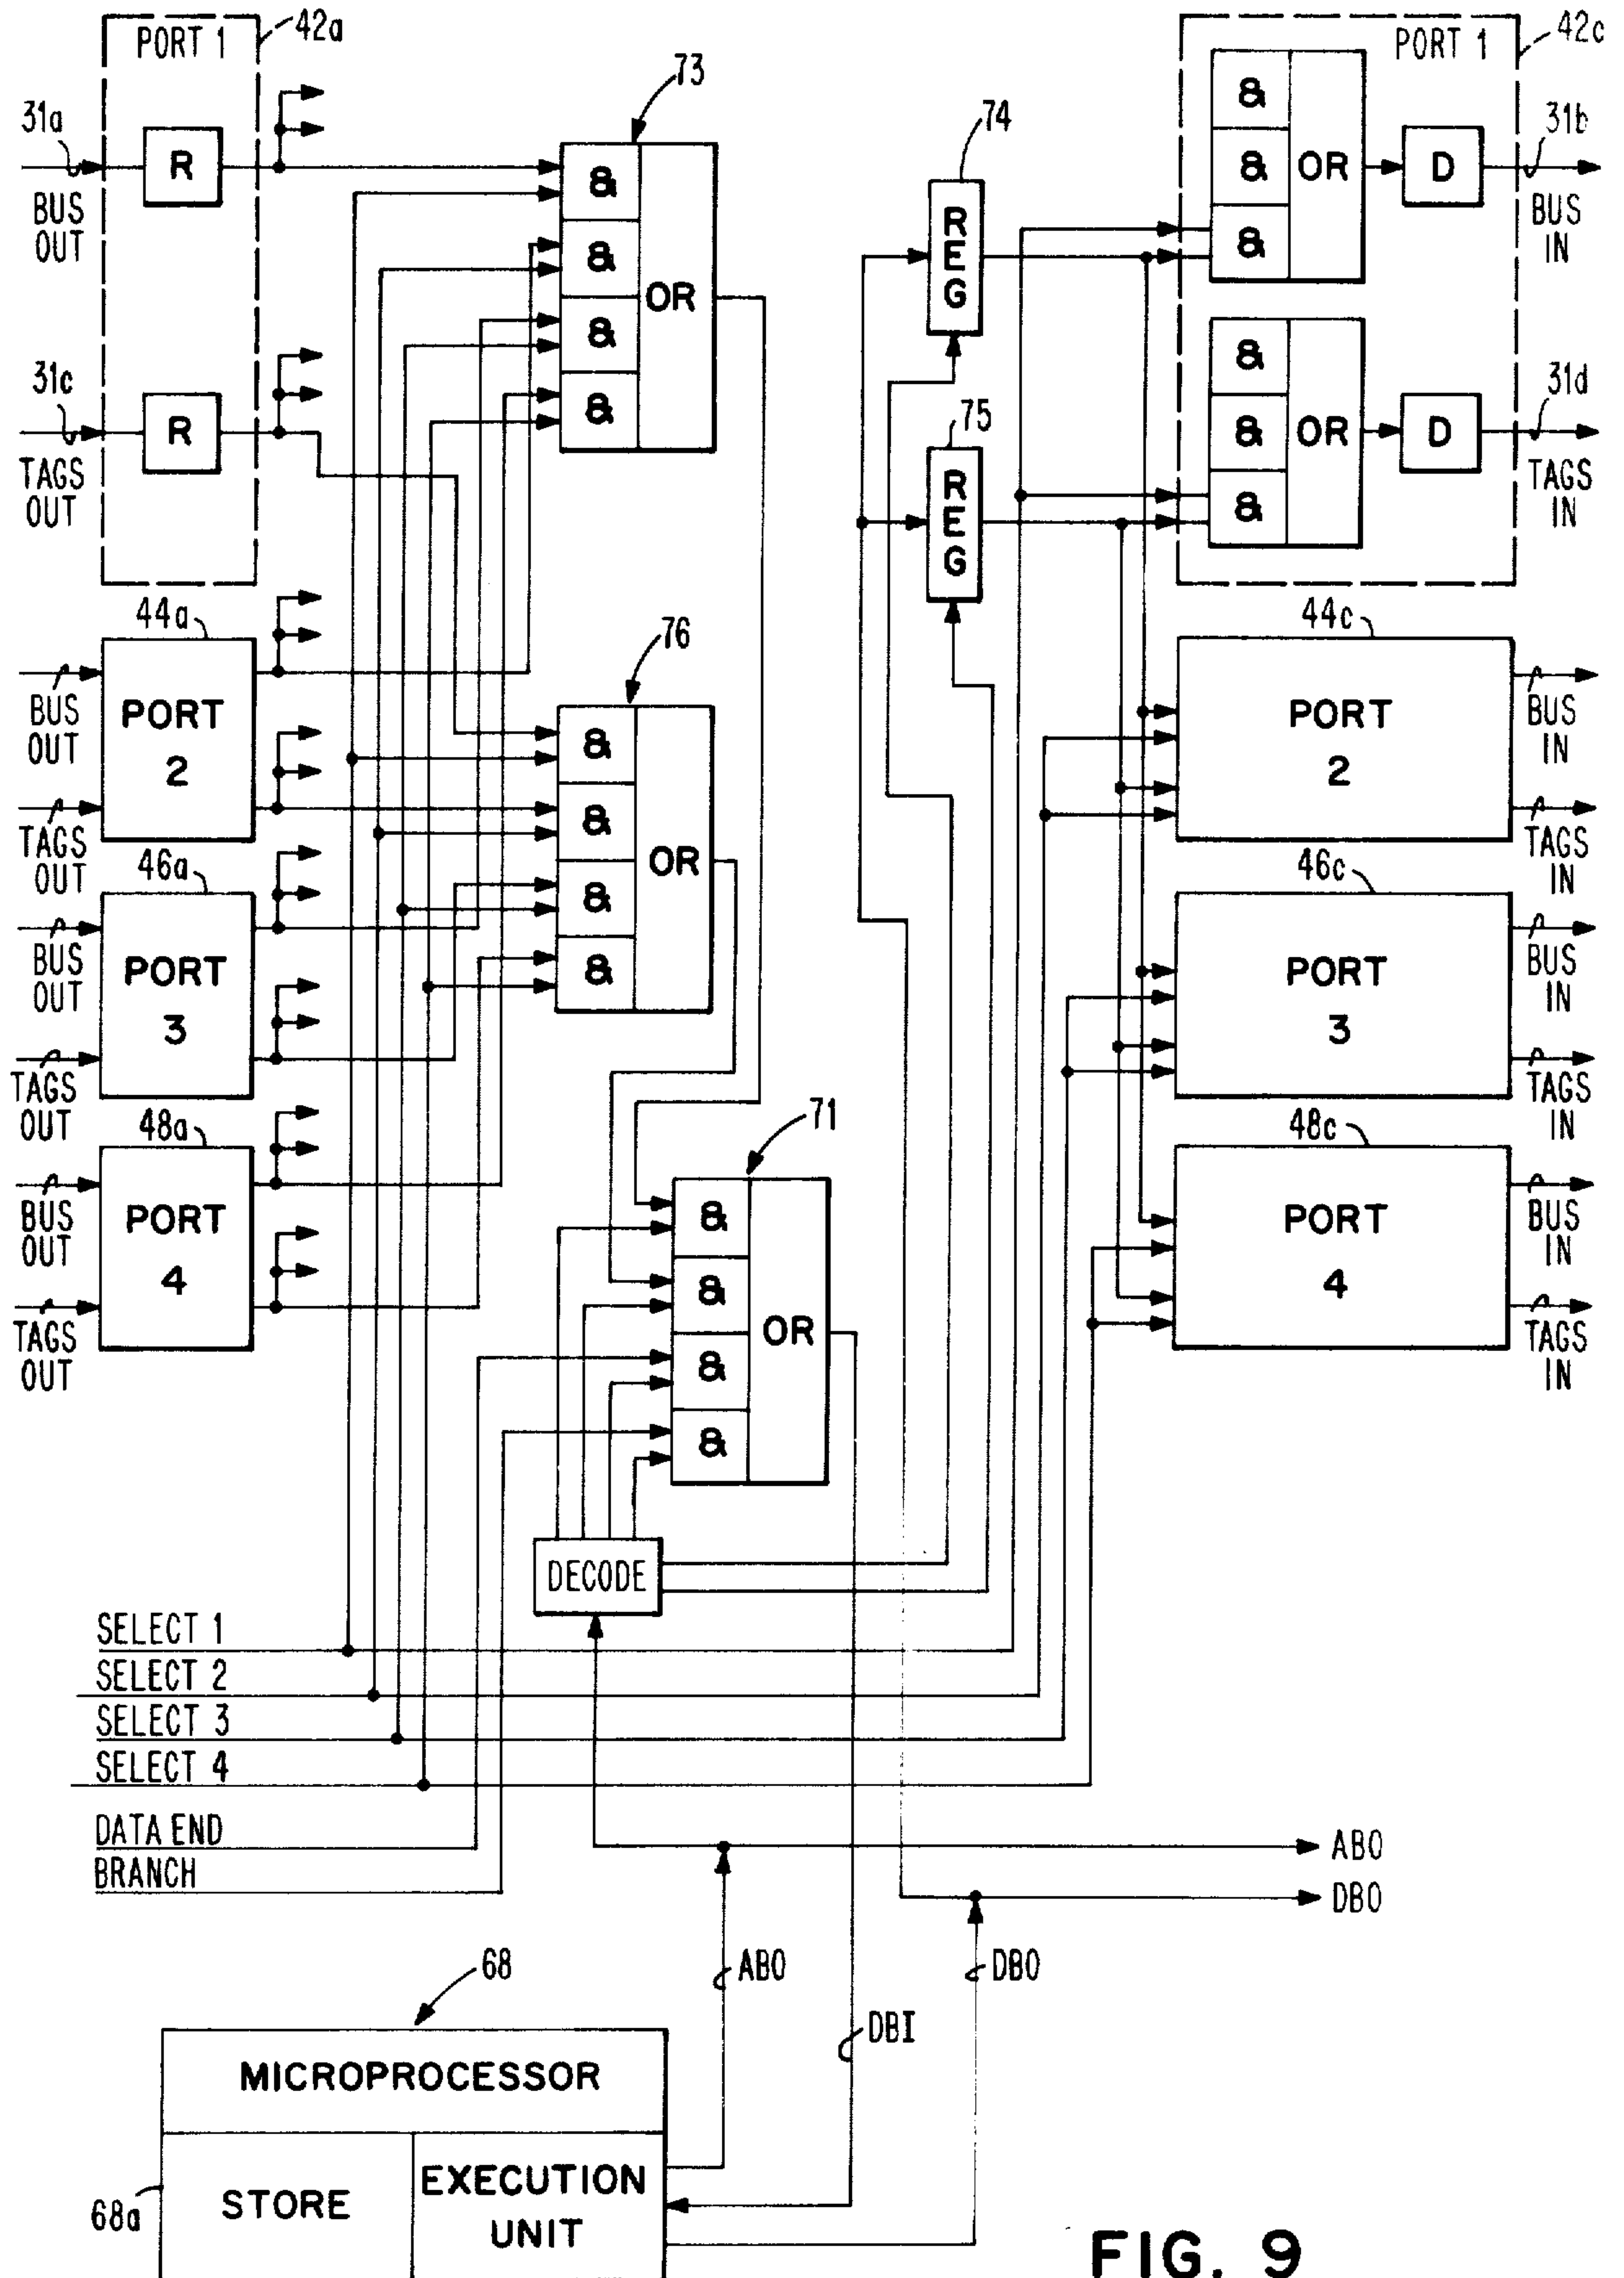 PORT 1
42a
31a
R
BUS
OUT
31c
R
TAGS
OUT
73
&
&
&
&
OR
74
REG
75
REG
PORT 1
42c
&
&
&
OR
D
31b
BUS
IN
&
&
&
OR
D
31d
TAGS
IN
44a
BUS
OUT
PORT
2
TAGS
OUT
46a
BUS
OUT
PORT
3
TAGS
OUT
48a
BUS
OUT
PORT
4
TAGS
OUT
76
&
&
&
&
OR
71
&
&
&
&
OR
DECODE
44c
PORT
2
BUS
IN
TAGS
IN
46c
PORT
3
BUS
IN
TAGS
IN
48c
PORT
4
BUS
IN
TAGS
IN
SELECT 1
SELECT 2
SELECT 3
SELECT 4
DATA END
BRANCH
ABO
DBO
ABO
DBO
DBI
68
MICROPROCESSOR
68a
STORE
EXECUTION
UNIT
FIG. 9